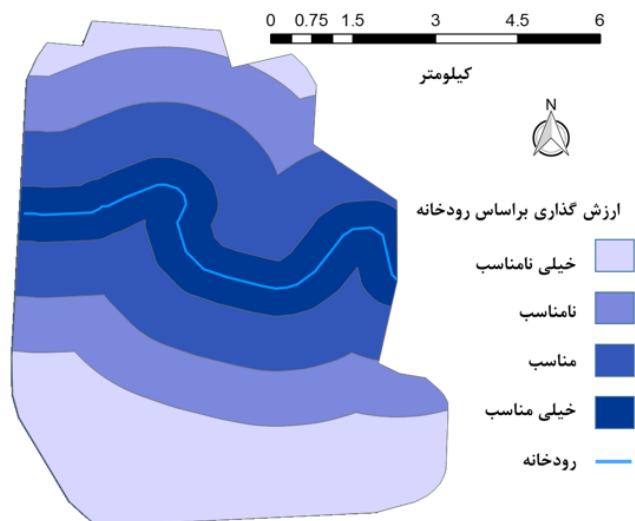 0 0.75 1.5 3 4.5 6
کیلومتر
N
ارزش گذاری براساس رودخانه
خیلی نامناسب
نامناسب
مناسب
خیلی مناسب
رودخانه